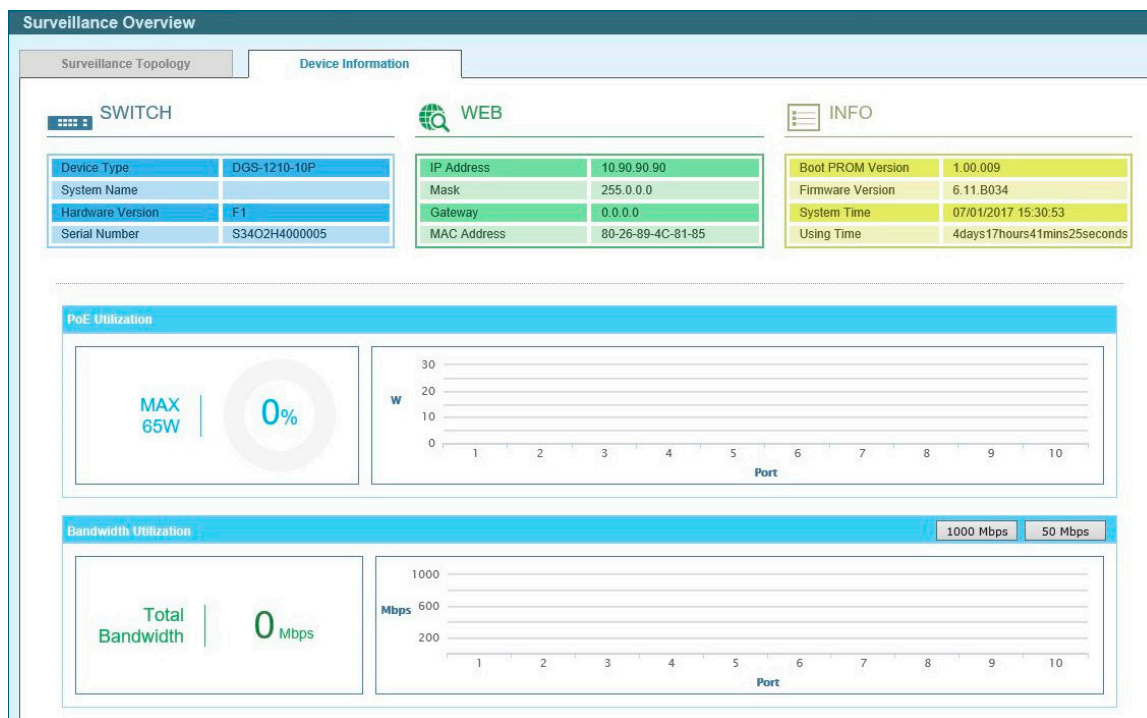 Surveillance Overview
Surveillance Topology
Device Information
SWITCH
Device Type DGS-1210-10P
System Name
Hardware Version F1
Serial Number S34O2H4000005
WEB
IP Address 10.90.90.90
Mask 255.0.0.0
Gateway 0.0.0.0
MAC Address 80-26-89-4C-81-85
INFO
Boot PROM Version 1.00.009
Firmware Version 6.11.B034
System Time 07/01/2017 15:30:53
Using Time 4days17hours41mins25seconds
PoE Utilization
MAX
65W
0%
30
20
W
10
0
1 2 3 4 5 6 7 8 9 10
Port
Bandwidth Utilization
1000 Mbps
50 Mbps
Total
Bandwidth
0 Mbps
1000
Mbps 600
200
1 2 3 4 5 6 7 8 9 10
Port